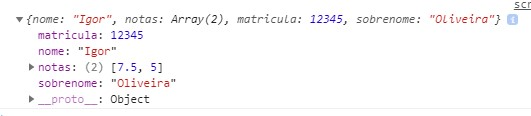 scr
{nome: "Igor", notas: Array(2), matricula: 12345, sobrenome: "Oliveira"} i
matricula: 12345
nome: "Igor"
notas: (2) [7.5, 5]
sobrenome: "Oliveira"
__proto__: Object